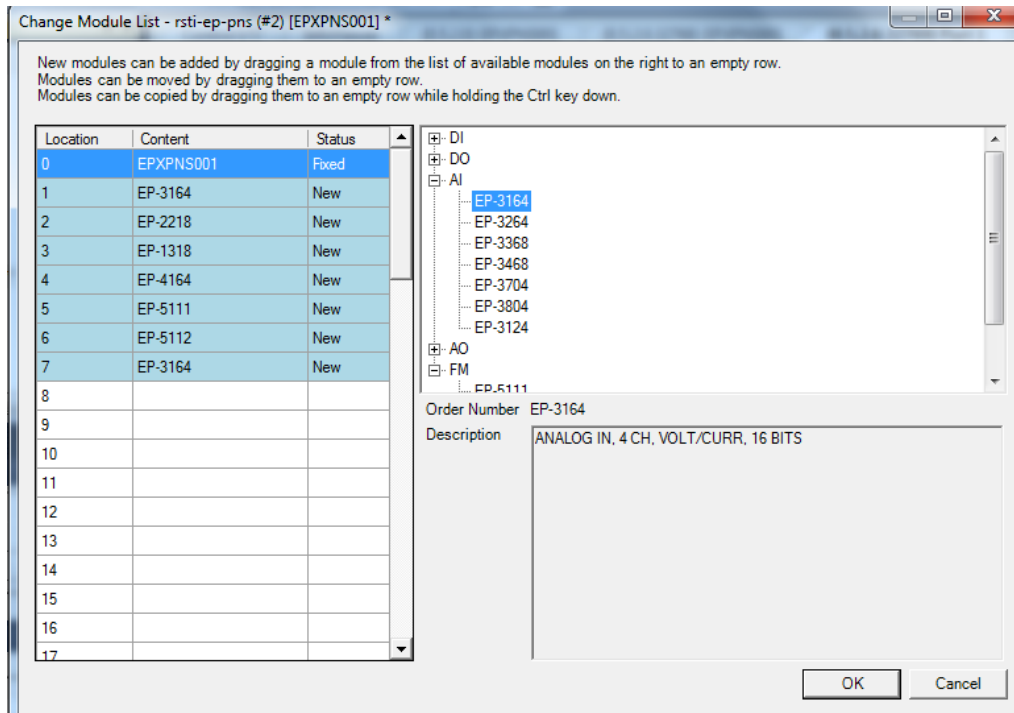 Change Module List - rsti-ep-pns (#2) [EPXPNS001] *
New modules can be added by dragging a module from the list of available modules on the right to an empty row.
Modules can be moved by dragging them to an empty row.
Modules can be copied by dragging them to an empty row while holding the Ctrl key down.
Location Content Status
0 EPXPNS001 Fixed
1 EP-3164 New
2 EP-2218 New
3 EP-1318 New
4 EP-4164 New
5 EP-5111 New
6 EP-5112 New
7 EP-3164 New
8
9
10
11
12
13
14
15
16
17
DI
DO
AI
EP-3164
EP-3264
EP-3368
EP-3468
EP-3704
EP-3804
EP-3124
AO
FM
EP-5111
Order Number EP-3164
Description ANALOG IN, 4 CH, VOLT/CURR, 16 BITS
OK Cancel